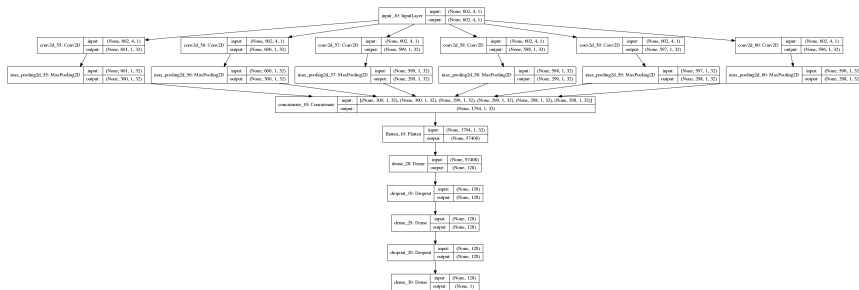 input_10: InputLayer input: (None, 602, 4, 1)
output: (None, 602, 4, 1)
conv2d_55: Conv2D input: (None, 602, 4, 1)
output: (None, 601, 1, 32)
conv2d_56: Conv2D input: (None, 602, 4, 1)
output: (None, 600, 1, 32)
conv2d_57: Conv2D input: (None, 602, 4, 1)
output: (None, 599, 1, 32)
conv2d_58: Conv2D input: (None, 602, 4, 1)
output: (None, 598, 1, 32)
conv2d_59: Conv2D input: (None, 602, 4, 1)
output: (None, 597, 1, 32)
conv2d_60: Conv2D input: (None, 602, 4, 1)
output: (None, 596, 1, 32)
max_pooling2d_55: MaxPooling2D input: (None, 601, 1, 32)
output: (None, 300, 1, 32)
max_pooling2d_56: MaxPooling2D input: (None, 600, 1, 32)
output: (None, 300, 1, 32)
max_pooling2d_57: MaxPooling2D input: (None, 599, 1, 32)
output: (None, 299, 1, 32)
max_pooling2d_58: MaxPooling2D input: (None, 598, 1, 32)
output: (None, 299, 1, 32)
max_pooling2d_59: MaxPooling2D input: (None, 597, 1, 32)
output: (None, 298, 1, 32)
max_pooling2d_60: MaxPooling2D input: (None, 596, 1, 32
output: (None, 298, 1, 32
concatenate_10: Concatenate input: [(None, 300, 1, 32), (None, 300, 1, 32), (None, 299, 1, 32), (None, 299, 1, 32), (None, 298, 1, 32), (None, 298, 1, 32)]
output: (None, 1794, 1, 32)
flatten_10: Flatten input: (None, 1794, 1, 32)
output: (None, 57408)
dense_28: Dense input: (None, 57408)
output: (None, 128)
dropout_19: Dropout input: (None, 128)
output: (None, 128)
dense_29: Dense input: (None, 128)
output: (None, 128)
dropout_20: Dropout input: (None, 128)
output: (None, 128)
dense_30: Dense input: (None, 128)
output: (None, 1)